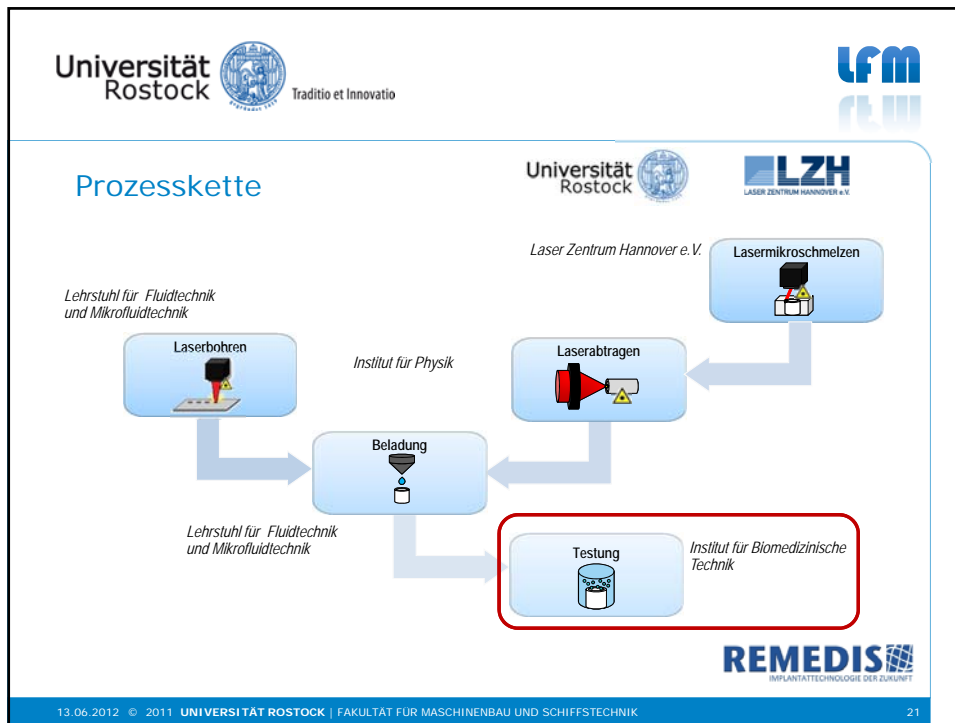 Universität
Rostock
Traditio et Innovatio
LFM
Prozesskette
Universität
Rostock
LZH
LASER ZENTRUM HANNOVER e.V.
Laser Zentrum Hannover e.V.
Lasermikroschmelzen
Lehrstuhl für Fluidtechnik
und Mikrofluidtechnik
Laserbohren
Institut für Physik
Laserabtragen
Beladung
Lehrstuhl für Fluidtechnik
und Mikrofluidtechnik
Testung
Institut für Biomedizinische
Technik
REMEDIS
IMPLANTATTECHNOLOGIE DER ZUKUNFT
13.06.2012 © 2011 UNIVERSITÄT ROSTOCK | FAKULTÄT FÜR MASCHINENBAU UND SCHIFFSTECHNIK 21